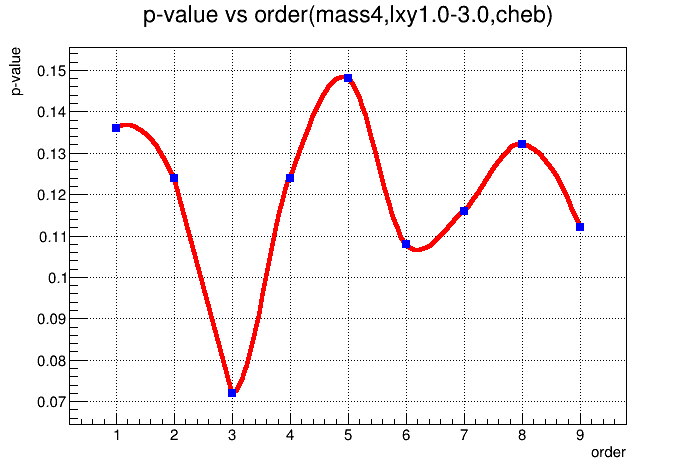 p-value vs order(mass4,lxy1.0-3.0,cheb)
p-value
0.15
0.14
0.13
0.12
0.11
0.1
0.09
0.08
0.07
1 2 3 4 5 6 7 8 9
order